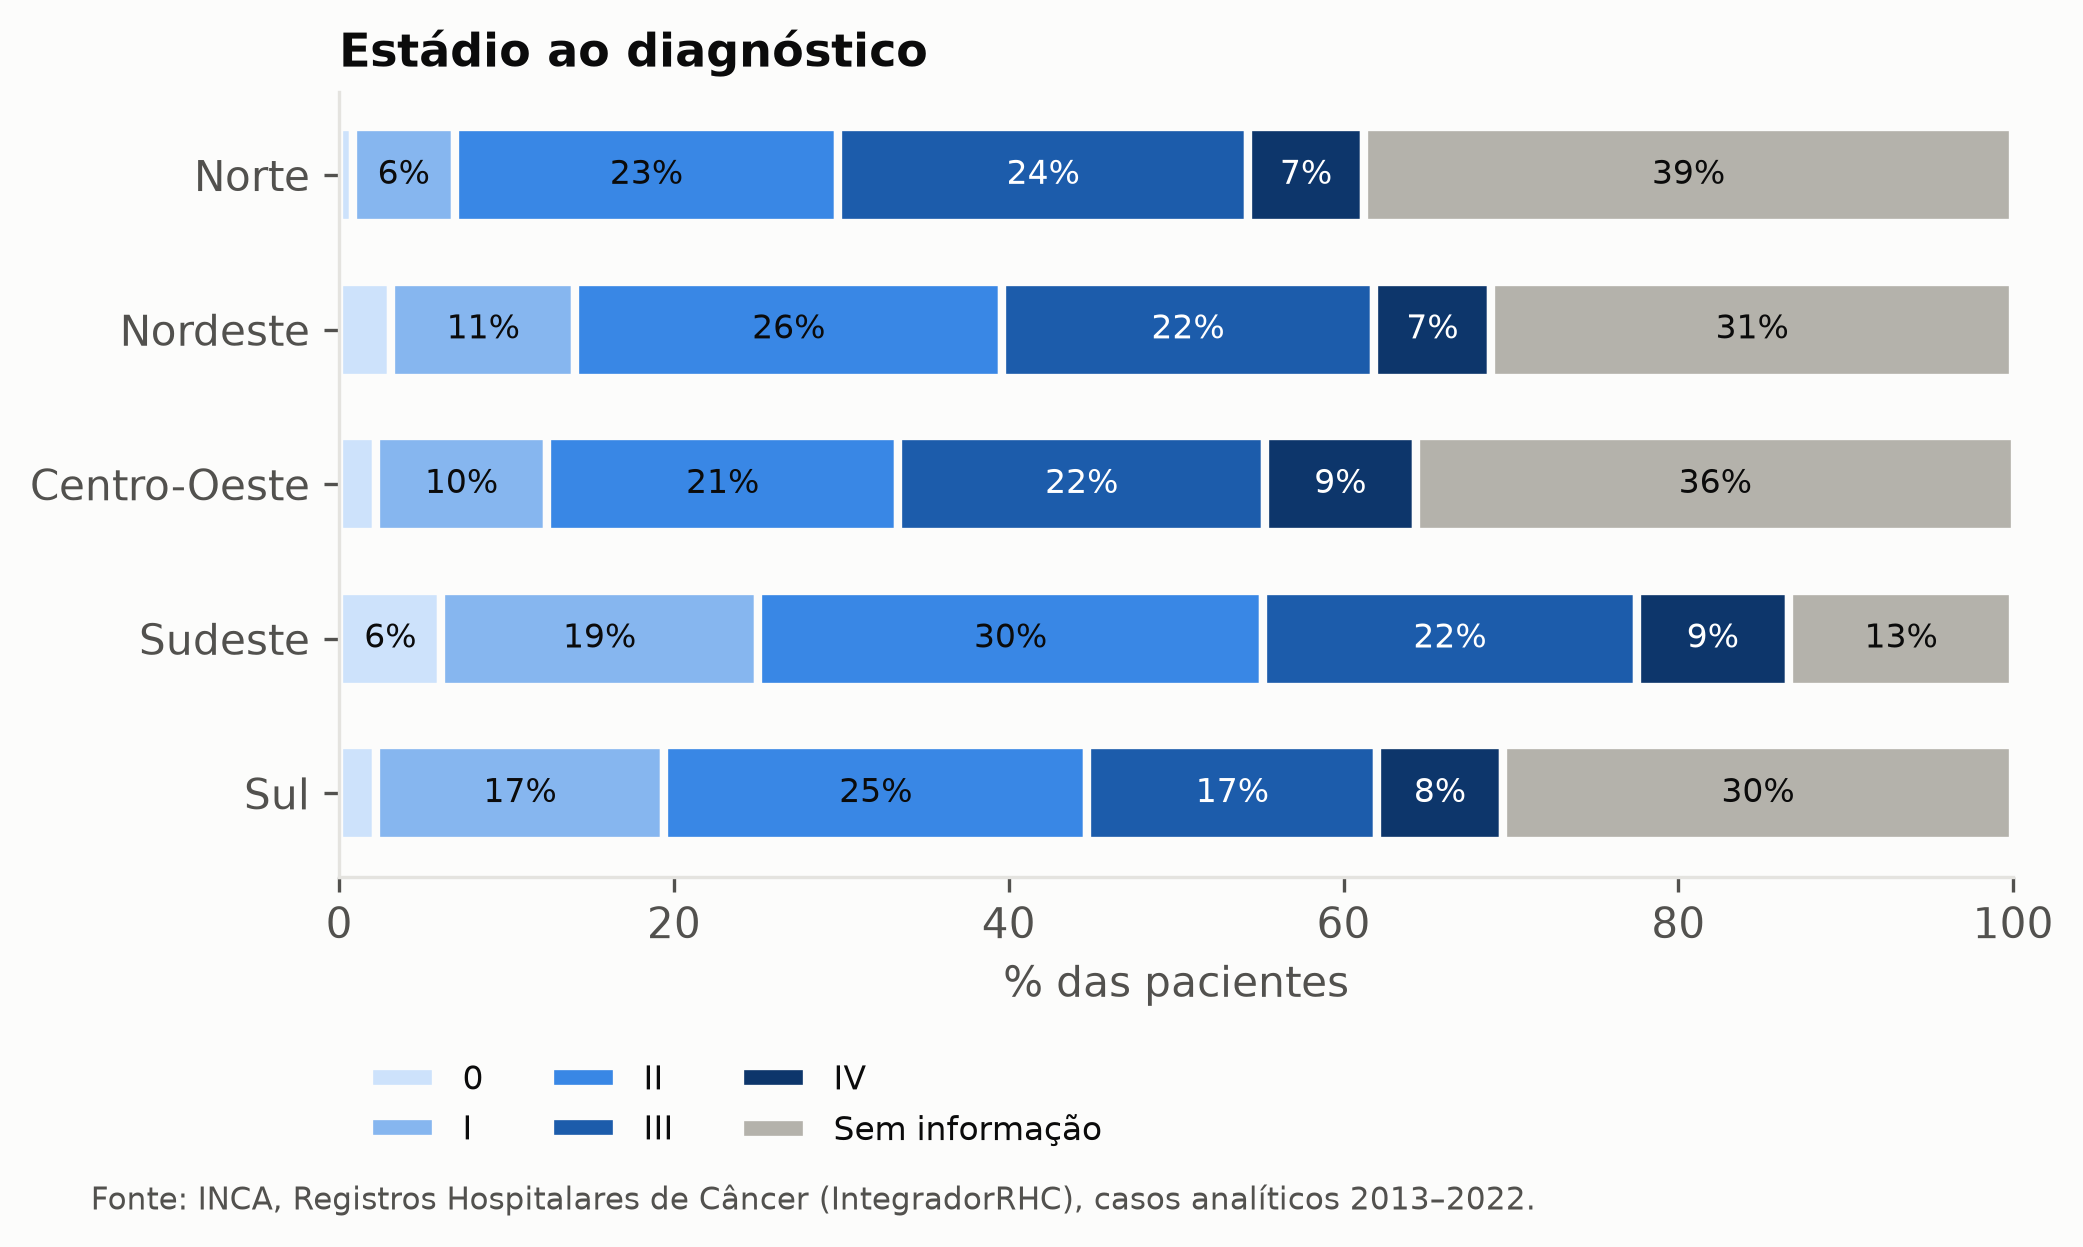 Estádio ao diagnóstico
Norte 6% 23% 24% 7% 39%
Nordeste 11% 26% 22% 7% 31%
Centro-Oeste 10% 21% 22% 9% 36%
Sudeste 6% 19% 30% 22% 9% 13%
Sul 17% 25% 17% 8% 30%
0 20 40 60 80 100
% das pacientes
0 II IV
I III Sem informação
Fonte: INCA, Registros Hospitalares de Câncer (IntegradorRHC), casos analíticos 2013–2022.